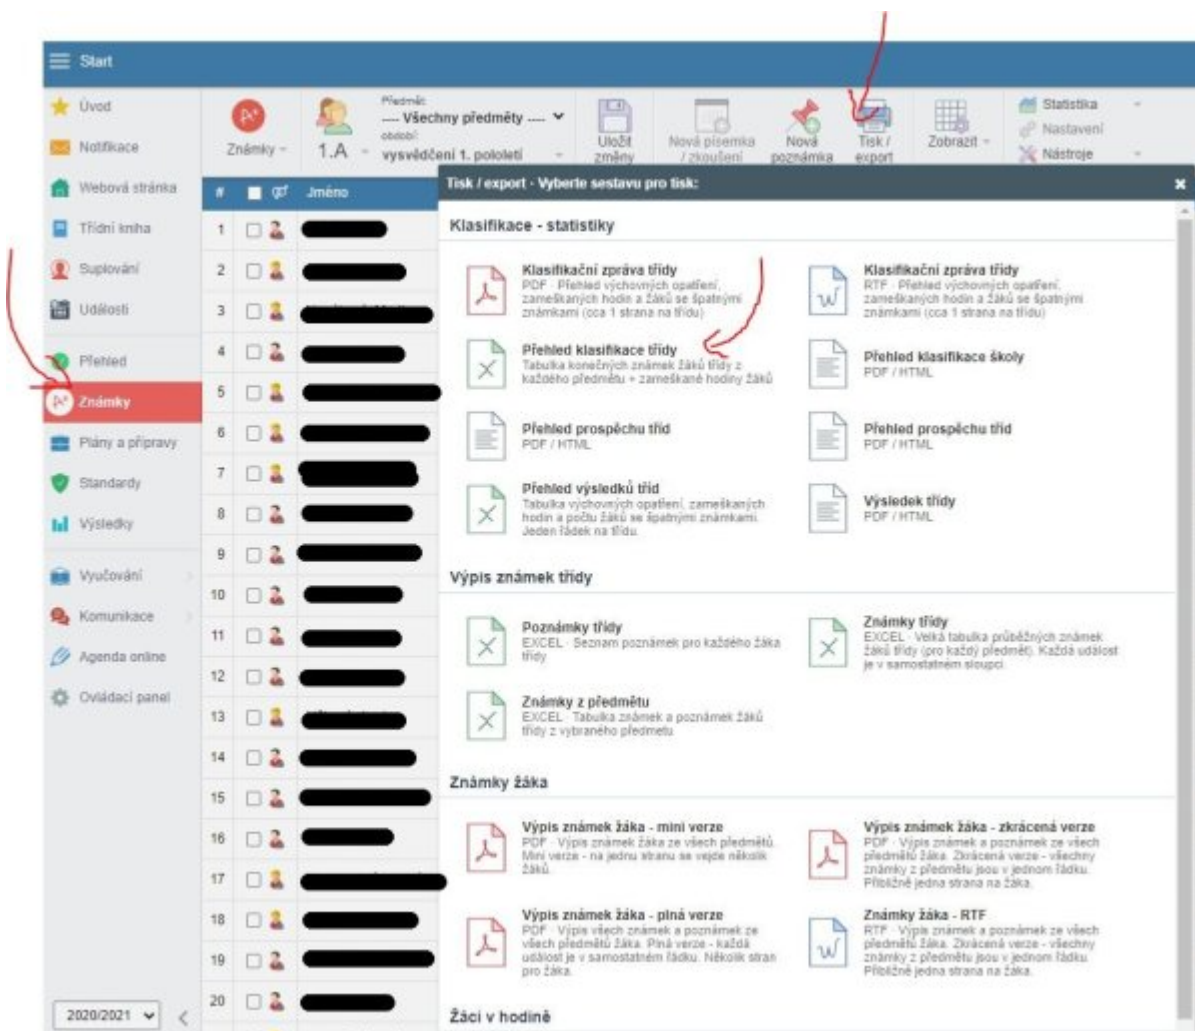 Start
Úvod
Notifikace
Webová stránka
Třídní kniha
Suplování
Události
Přehled
Známky
Plány a přípravy
Standardy
Výsledky
Vyučování
Komunikace
Agenda online
Ovládací panel
2020/2021
Známky
1.A
Předmět:
---- Všechny předměty ----
období:
vysvědčení 1. pololetí
Uložit
změny
Nová písemka
/ zkoušení
Nová
poznámka
Tisk /
export
Zobrazit
Statistika
Nastavení
Nástroje
# Jméno
1
2
3
4
5
6
7
8
9
10
11
12
13
14
15
16
17
18
19
20
Tisk / export - Vyberte sestavu pro tisk:
Klasifikace - statistiky
Klasifikační zpráva třídy
PDF - Přehled výchovných opatření,
zameškaných hodin a žáků se špatnými
známkami (cca 1 strana na třídu)
Klasifikační zpráva třídy
RTF - Přehled výchovných opatření,
zameškaných hodin a žáků se špatnými
známkami (cca 1 strana na třídu)
Přehled klasifikace třídy
Tabulka konečných známek žáků třídy z
každého předmětu + zameškané hodiny žáků
Přehled klasifikace školy
PDF / HTML
Přehled prospěchu tříd
PDF / HTML
Přehled prospěchu tříd
PDF / HTML
Přehled výsledků tříd
Tabulka výchovných opatření, zameškaných
hodin a počtu žáků se špatnými známkami.
Jeden řádek na třídu.
Výsledek třídy
PDF / HTML
Výpis známek třídy
Poznámky třídy
EXCEL - Seznam poznámek pro každého žáka
třídy
Známky třídy
EXCEL - Velká tabulka průběžných známek
žáků třídy (pro každý předmět). Každá událost
je v samostatném sloupci.
Známky z předmětu
EXCEL - Tabulka známek a poznámek žáků
třídy z vybraného předmetu
Známky žáka
Výpis známek žáka - mini verze
PDF - Výpis známek žáka ze všech předmětů.
Mini verze - na jednu stranu se vejde několik
žáků.
Výpis známek žáka - zkrácená verze
PDF - Výpis známek a poznámek ze všech
předmětů žáka. Zkrácená verze - všechny
známky z předmětu jsou v jednom řádku.
Přibližně jedna strana na žáka.
Výpis známek žáka - plná verze
PDF - Výpis všech známek a poznámek ze
všech předmětů žáka. Plná verze - každá
událost je v samostatném řádku. Několik stran
pro žáka.
Známky žáka - RTF
RTF - Výpis známek a poznámek ze všech
předmětů žáka. Zkrácená verze - všechny
známky z předmětu jsou v jednom řádku.
Přibližně jedna strana na žáka.
Žáci v hodině